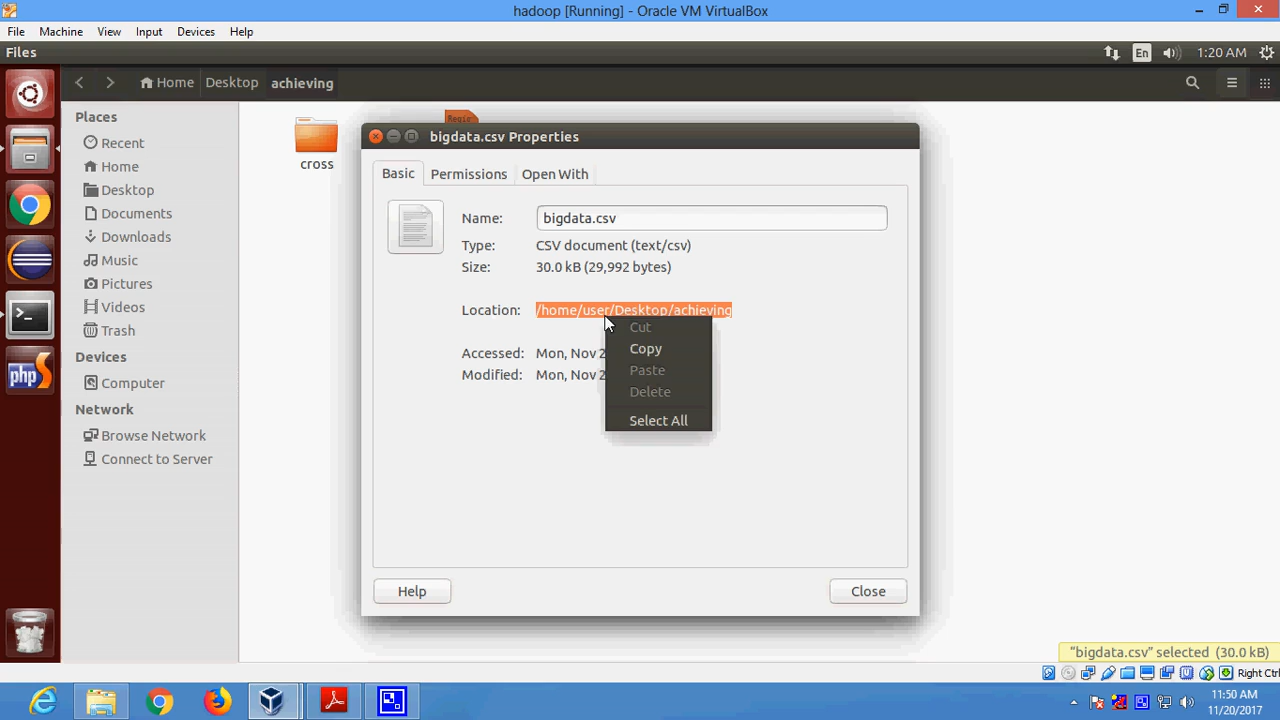 hadoop [Running] - Oracle VM VirtualBox
File Machine View Input Devices Help
Files En 1:20 AM
Home Desktop achieving
Places
Recent
Home
Desktop
Documents
Downloads
Music
Pictures
Videos
Trash
Devices
Computer
Network
Browse Network
Connect to Server
cross
bigdata.csv Properties
Basic Permissions Open With
Name: bigdata.csv
Type: CSV document (text/csv)
Size: 30.0 kB (29,992 bytes)
Location: /home/user/Desktop/achieving
Accessed: Mon, Nov 2
Modified: Mon, Nov 2
Cut
Copy
Paste
Delete
Select All
Help Close
php
"bigdata.csv" selected (30.0 kB)
Right Ctrl
11:50 AM
11/20/2017